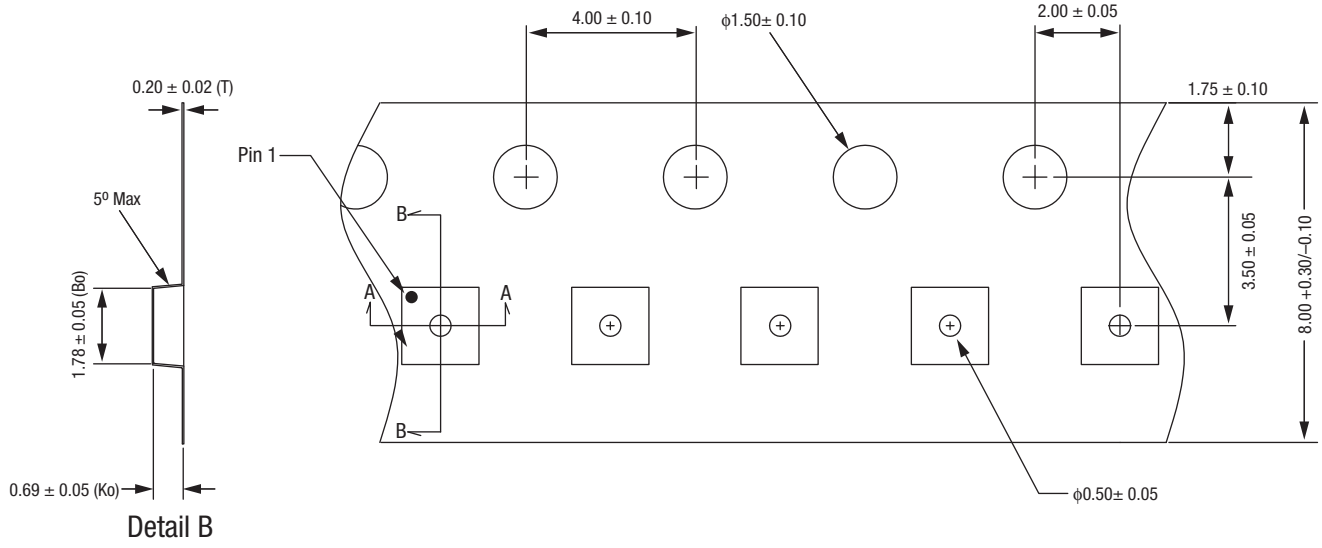 4.00 ± 0.10
ϕ1.50± 0.10
2.00 ± 0.05
0.20 ± 0.02 (T)
1.75 ± 0.10
Pin 1
5º Max
B
3.50 ± 0.05
8.00 +0.30/–0.10
A
A
1.78 ± 0.05 (Bo)
B
0.69 ± 0.05 (Ko)
ϕ0.50± 0.05
Detail B